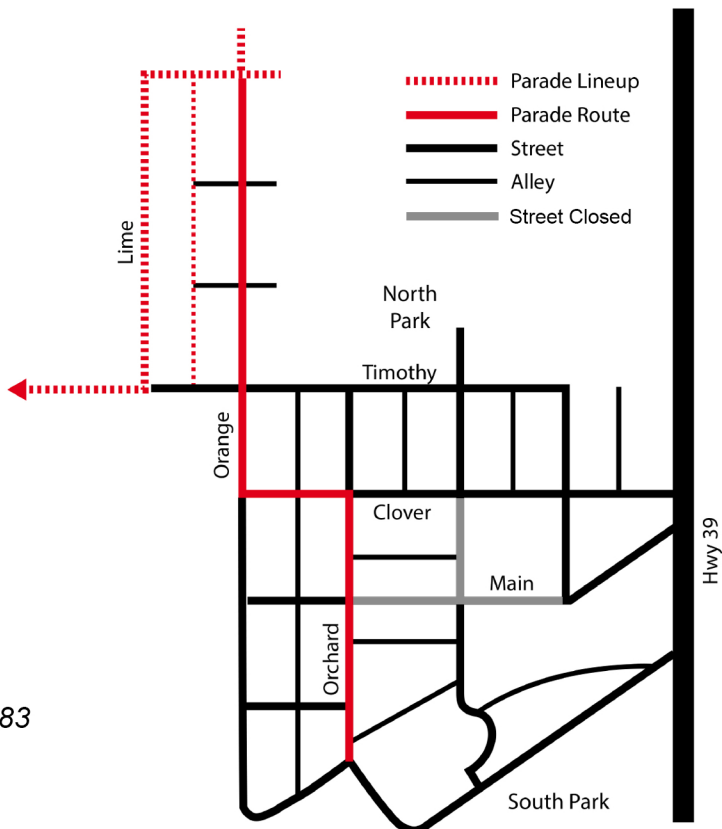 Parade Lineup
Parade Route
Street
Alley
Street Closed
Lime
North
Park
Timothy
Orange
Clover
Hwy 39
Main
Orchard
83
South Park